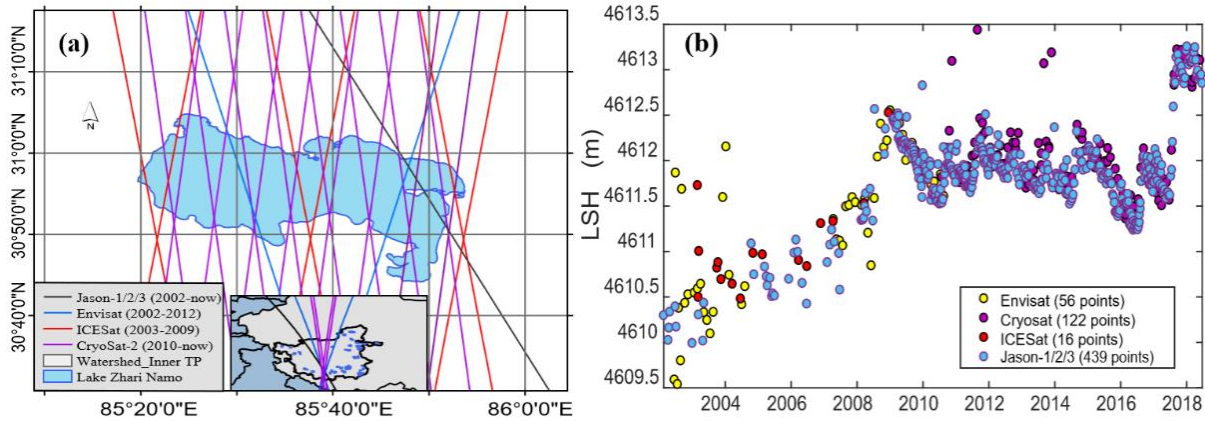 (a)
31°10'0"N
31°0'0"N
30°50'0"N
30°40'0"N
N
Jason-1/2/3 (2002-now)
Envisat (2002-2012)
ICESat (2003-2009)
CryoSat-2 (2010-now)
Watershed_Inner TP
Lake Zhari Namo
85°20'0"E
85°40'0"E
86°0'0"E
(b)
LSH (m)
4613.5
4613
4612.5
4612
4611.5
4611
4610.5
4610
4609.5
Envisat (56 points)
Cryosat (122 points)
ICESat (16 points)
Jason-1/2/3 (439 points)
2004
2006
2008
2010
2012
2014
2016
2018